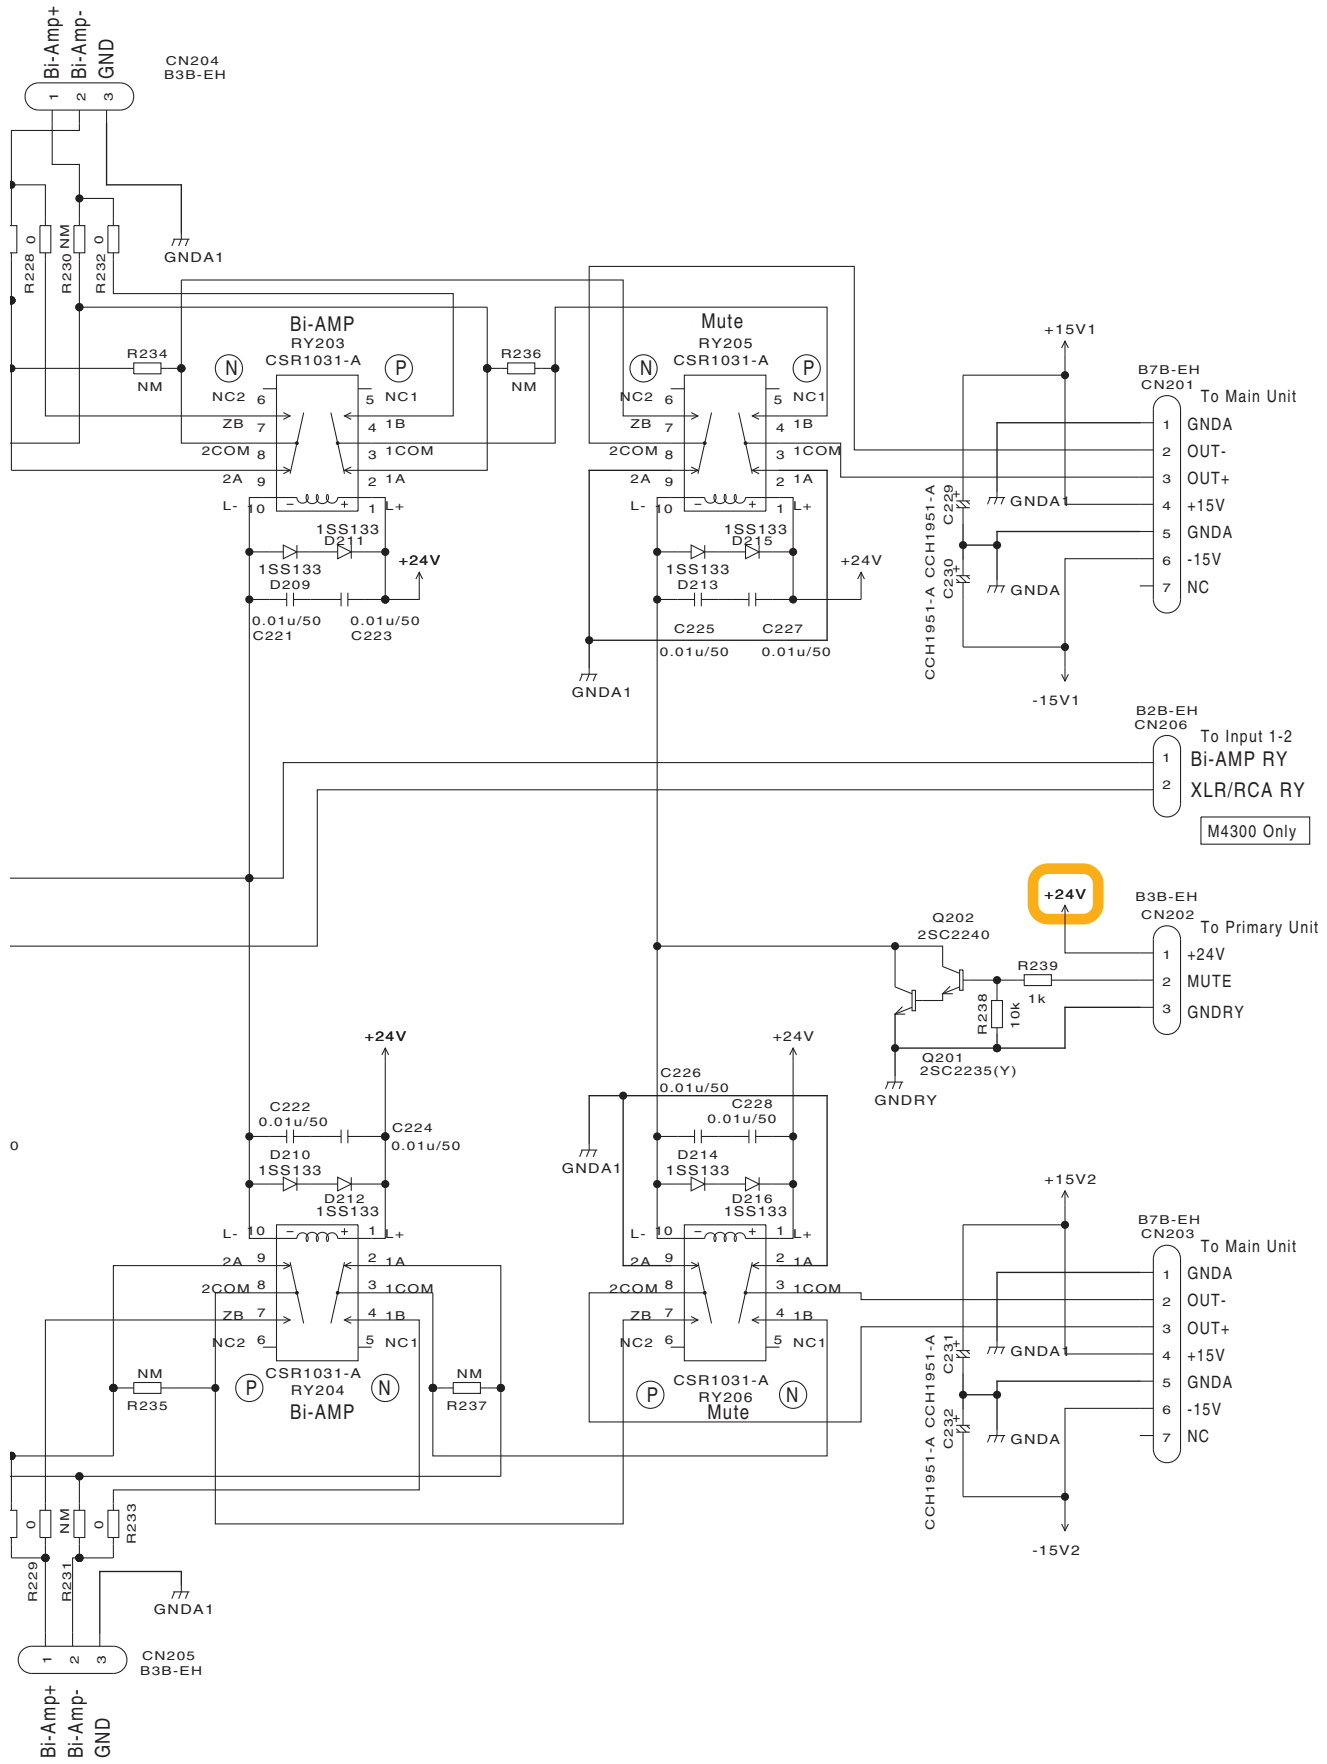 Bi-Amp+
Bi-Amp-
GND
CN204
B3B-EH
1
2
3
GNDA1
R228
0
R230
NM
R232
0
Bi-AMP
RY203
CSR1031-A
N
P
R234
NM
NC2
6
5
NC1
ZB
7
4
1B
2COM
8
3
1COM
2A
9
2
1A
L-
10
−
+
1
L+
1SS133
D211
1SS133
D209
+24V
0.01u/50
C221
0.01u/50
C223
R236
NM
Mute
RY205
CSR1031-A
N
P
NC2
6
5
NC1
ZB
7
4
1B
2COM
8
3
1COM
2A
9
2
1A
L-
10
−
+
1
L+
1SS133
D215
1SS133
D213
+24V
C225
0.01u/50
C227
0.01u/50
GNDA1
+15V1
B7B-EH
CN201
To Main Unit
1 GNDA
2 OUT-
3 OUT+
4 +15V
5 GNDA
6 -15V
7 NC
CCH1951-A CCH1951-A
C229
+
C230
+
GNDA1
GNDA
-15V1
B2B-EH
CN206
To Input 1-2
1 Bi-AMP RY
2 XLR/RCA RY
M4300 Only
+24V
B3B-EH
CN202
To Primary Unit
1 +24V
2 MUTE
3 GNDRY
Q202
2SC2240
R239
1k
R238
10k
Q201
2SC2235(Y)
GNDRY
+24V
C222
0.01u/50
C224
0.01u/50
D210
1SS133
D212
1SS133
L-
10
−
+
1
L+
2A
9
2
1A
2COM
8
3
1COM
ZB
7
4
1B
NC2
6
5
NC1
CSR1031-A
RY204
Bi-AMP
P
N
NM
R235
NM
R237
0
+24V
C226
0.01u/50
C228
0.01u/50
GNDA1
D214
1SS133
D216
1SS133
L-
10
−
+
1
L+
2A
9
2
1A
2COM
8
3
1COM
ZB
7
4
1B
NC2
6
5
NC1
CSR1031-A
RY206
Mute
P
N
+15V2
B7B-EH
CN203
To Main Unit
1 GNDA
2 OUT-
3 OUT+
4 +15V
5 GNDA
6 -15V
7 NC
CCH1951-A CCH1951-A
C231
+
C232
+
GNDA1
GNDA
-15V2
0
R229
NM
R231
0
R233
GNDA1
1
2
3
CN205
B3B-EH
Bi-Amp+
Bi-Amp-
GND